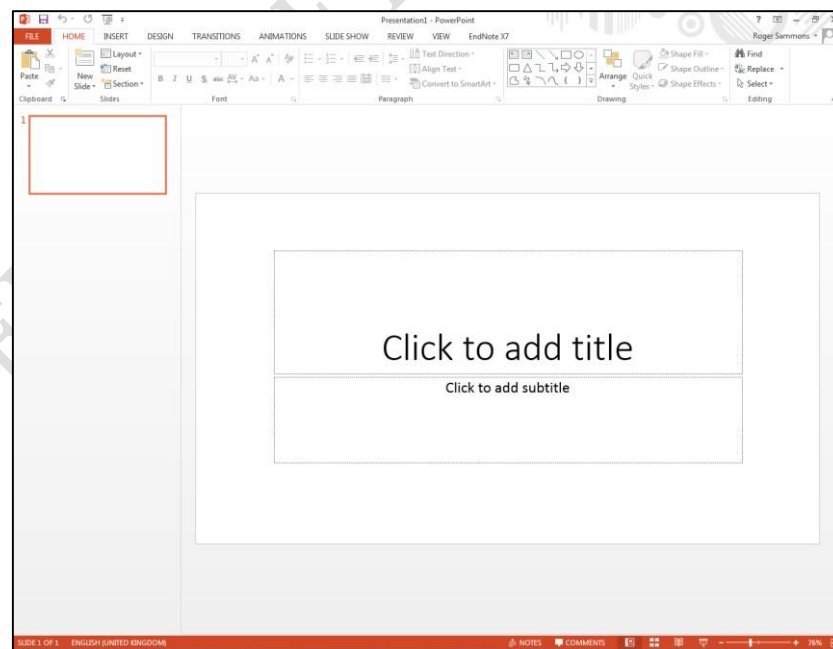 Presentation1 - PowerPoint
FILE HOME INSERT DESIGN TRANSITIONS ANIMATIONS SLIDE SHOW REVIEW VIEW EndNote X7 Roger Sammons
Layout Text Direction Shape Fill Find
Reset Align Text Shape Outline Replace
Paste New Slide Section B I U S abc AV Aa A Convert to SmartArt Arrange Quick Styles Shape Effects Select
Clipboard Slides Font Paragraph Drawing Editing
1
Click to add title
Click to add subtitle
SLIDE 1 OF 1 ENGLISH (UNITED KINGDOM) NOTES COMMENTS 76%